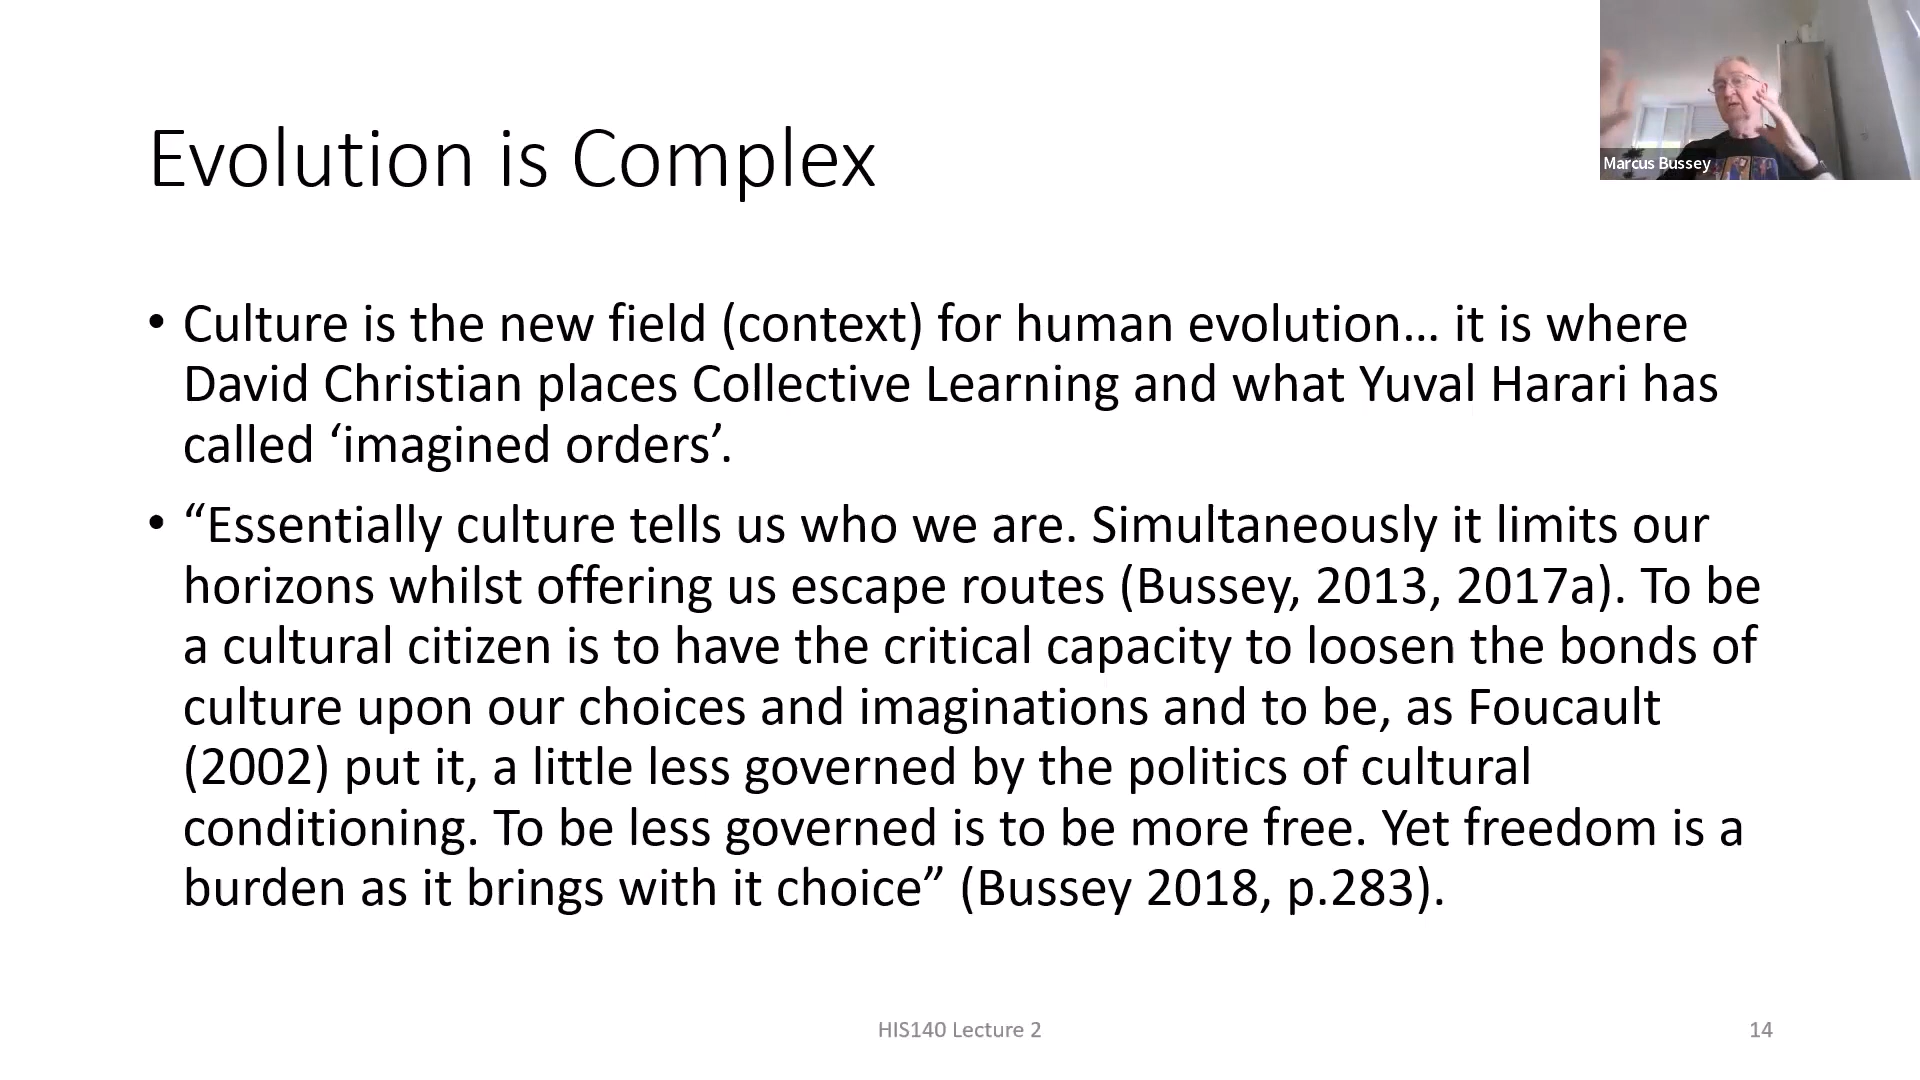 Marcus Bussey
Evolution is Complex
• Culture is the new field (context) for human evolution… it is where
David Christian places Collective Learning and what Yuval Harari has
called ‘imagined orders’.
• “Essentially culture tells us who we are. Simultaneously it limits our
horizons whilst offering us escape routes (Bussey, 2013, 2017a). To be
a cultural citizen is to have the critical capacity to loosen the bonds of
culture upon our choices and imaginations and to be, as Foucault
(2002) put it, a little less governed by the politics of cultural
conditioning. To be less governed is to be more free. Yet freedom is a
burden as it brings with it choice” (Bussey 2018, p.283).
HIS140 Lecture 2
14